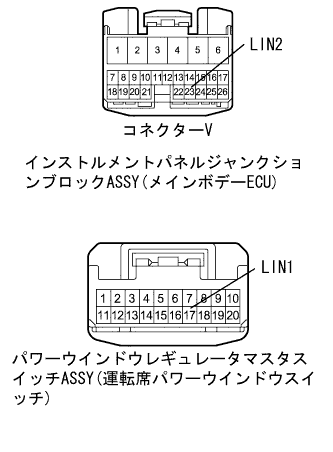 LIN2
1 2 3 4 5 6
7 8 9 10 11 12 13 14 15 16 17
18 19 20 21 22 23 24 25 26
コネクターV
インストルメントパネルジャンクショ
ンブロックASSY(メインボデーECU)
LIN1
1 2 3 4 5 6 7 8 9 10
11 12 13 14 15 16 17 18 19 20
パワーウインドウレギュレータマスタス
イッチASSY(運転席パワーウインドウスイ
ッチ)